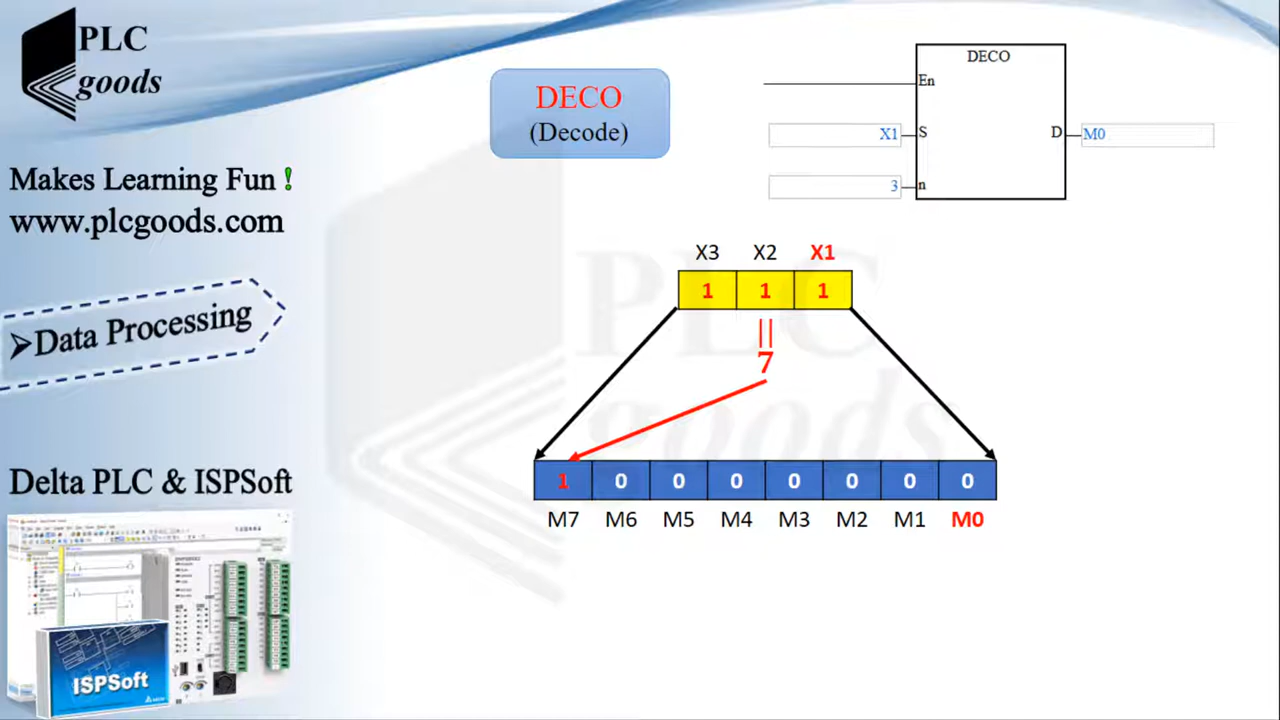 PLC
goods
Makes Learning Fun !
www.plcgoods.com
➢Data Processing
Delta PLC & ISPSoft
ISPSoft
DECO
(Decode)
DECO
En
X1 S D M0
3 n
X3 X2 X1
1 1 1
||
7
1 0 0 0 0 0 0 0
M7 M6 M5 M4 M3 M2 M1 M0
PLC
goods